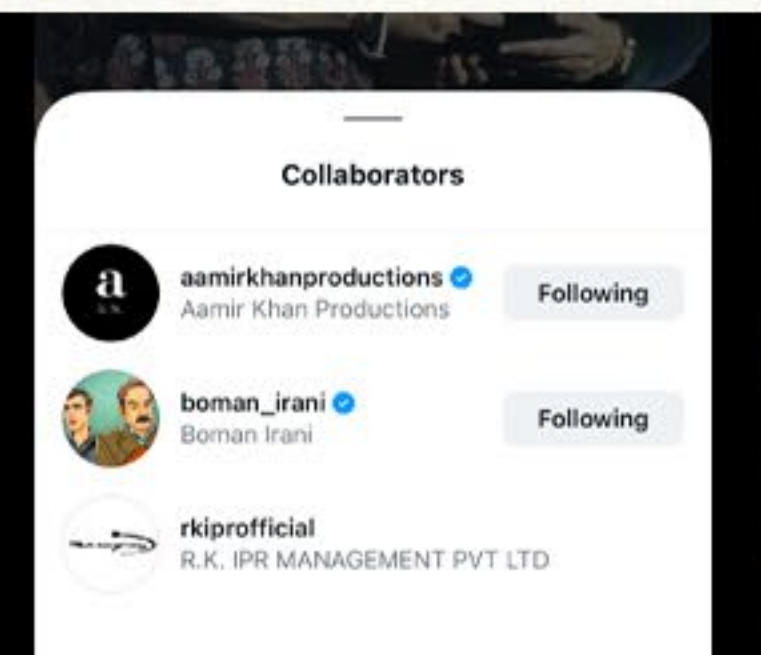 Collaborators
a
aamirkhanproductions
Aamir Khan Productions
Following
boman_irani
Boman Irani
Following
rkiprofficial
R.K. IPR MANAGEMENT PVT LTD